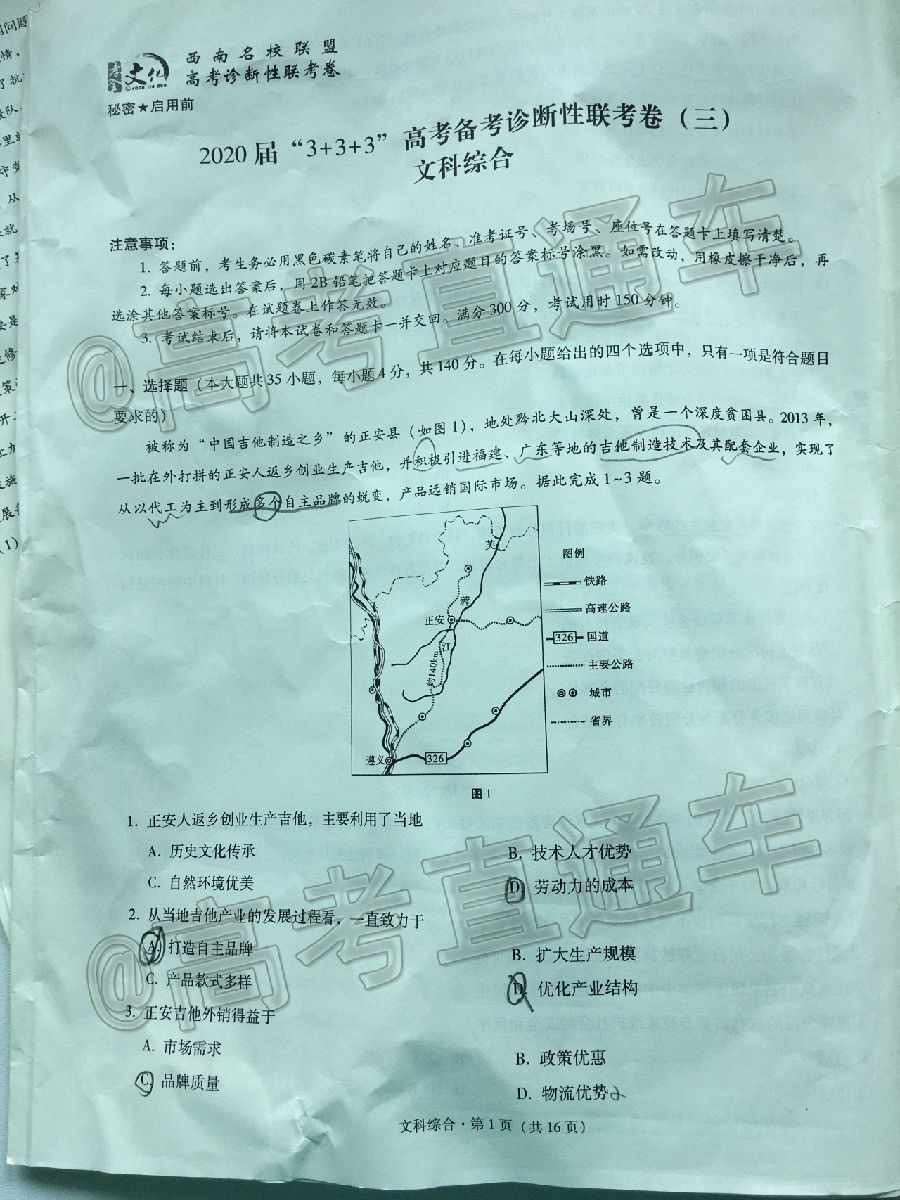 西南名校联盟
高考诊断性联考卷
文化
秘密★启用前
2020届“3+3+3”高考备考诊断性联考卷（三）
文科综合
注意事项：
1. 答题前，考生务必用黑色碳素笔将自己的姓名、准考证号、考场号、座位号在答题卡上填写清楚。
2. 每小题选出答案后，用2B铅笔把答题卡上对应题目的答案标号涂黑。如需改动，用橡皮擦干净后，再
选涂其他答案标号。在试题卷上作答无效。
3. 考试结束后，请将本试卷和答题卡一并交回。满分300分，考试用时150分钟。
一、选择题（本大题共35小题，每小题4分，共140分。在每小题给出的四个选项中，只有一项是符合题目
要求的）
被称为“中国吉他制造之乡”的正安县（如图1），地处黔北大山深处，曾是一个深度贫困县。2013年，
一批在外打拼的正安人返乡创业生产吉他，并积极引进福建、广东等地的吉他制造技术及其配套企业，实现了
从以代工为主到形成多个自主品牌的蜕变，产品远销国际市场。据此完成1~3题。
芙
蓉
江
正安
约140km
遵义
326
图例
铁路
高速公路
326 国道
主要公路
城市
省界
图1
1. 正安人返乡创业生产吉他，主要利用了当地
A. 历史文化传承
B. 技术人才优势
C. 自然环境优美
D. 劳动力的成本
2. 从当地吉他产业的发展过程看，一直致力于
A. 打造自主品牌
B. 扩大生产规模
C. 产品款式多样
D. 优化产业结构
3. 正安吉他外销得益于
A. 市场需求
B. 政策优惠
C. 品牌质量
D. 物流优势
文科综合·第1页（共16页）
@高考直通车
@高考直通车